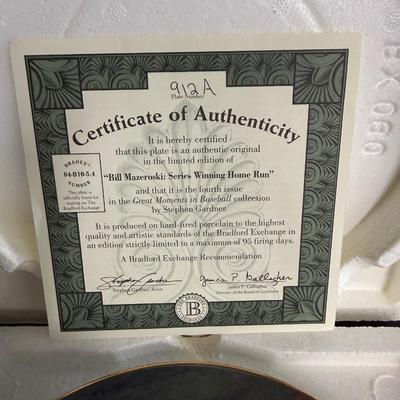 912A
Plate Number
Certificate of Authenticity
It is hereby certified
that this plate is an authentic original
in the limited edition of
"Bill Mazeroski: Series Winning Home Run"
and that it is the fourth issue
in the Great Moments in Baseball collection
by Stephen Gardner.
BRADEX
84-B10-5.4
NUMBER
This plate is
officially listed for
trading on The
Bradford Exchange
It is produced on hard-fired porcelain to the highest
quality and artistic standards of the Bradford Exchange in
an edition strictly limited to a maximum of 95 firing days.
A Bradford Exchange Recommendation
Stephen Gardner, Artist
James P. Gallagher
James P. Gallagher,
Director of the Board of Governors
B